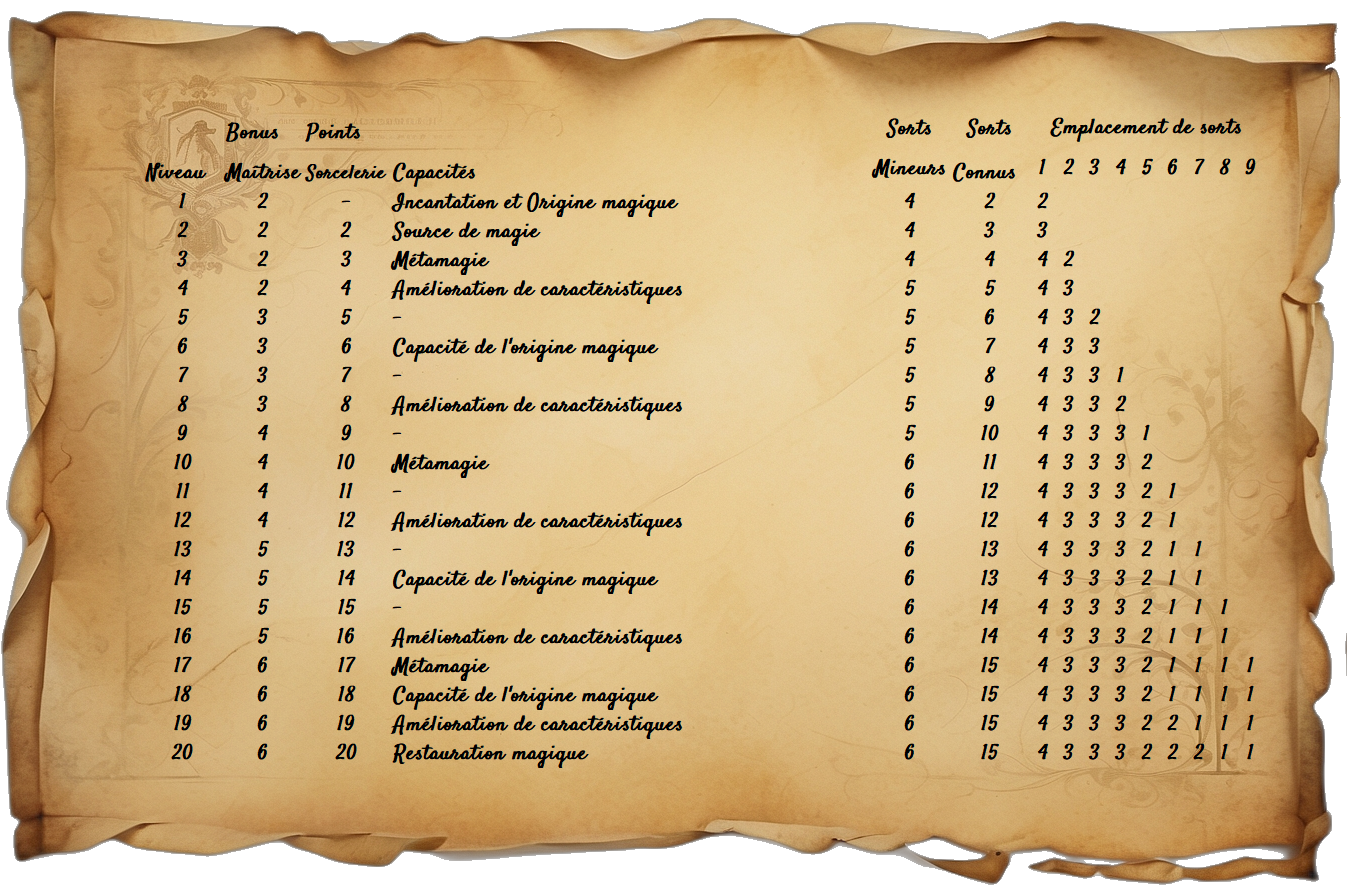 Bonus Points Sorts Sorts Emplacement de sorts
Niveau Maîtrise Sorcelerie Capacités Mineurs Connus 1 2 3 4 5 6 7 8 9
1 2 - Incantation et Origine magique 4 2 2
2 2 2 Source de magie 4 3 3
3 2 3 Métamagie 4 4 4 2
4 2 4 Amélioration de caractéristiques 5 5 4 3
5 3 5 - 5 6 4 3 2
6 3 6 Capacité de l'origine magique 5 7 4 3 3
7 3 7 - 5 8 4 3 3 1
8 3 8 Amélioration de caractéristiques 5 9 4 3 3 2
9 4 9 - 5 10 4 3 3 3 1
10 4 10 Métamagie 6 11 4 3 3 3 2
11 4 11 - 6 12 4 3 3 3 2 1
12 4 12 Amélioration de caractéristiques 6 12 4 3 3 3 2 1
13 5 13 - 6 13 4 3 3 3 2 1 1
14 5 14 Capacité de l'origine magique 6 13 4 3 3 3 2 1 1
15 5 15 - 6 14 4 3 3 3 2 1 1 1
16 5 16 Amélioration de caractéristiques 6 14 4 3 3 3 2 1 1 1
17 6 17 Métamagie 6 15 4 3 3 3 2 1 1 1 1
18 6 18 Capacité de l'origine magique 6 15 4 3 3 3 2 1 1 1 1
19 6 19 Amélioration de caractéristiques 6 15 4 3 3 3 2 2 1 1 1
20 6 20 Restauration magique 6 15 4 3 3 3 2 2 2 1 1